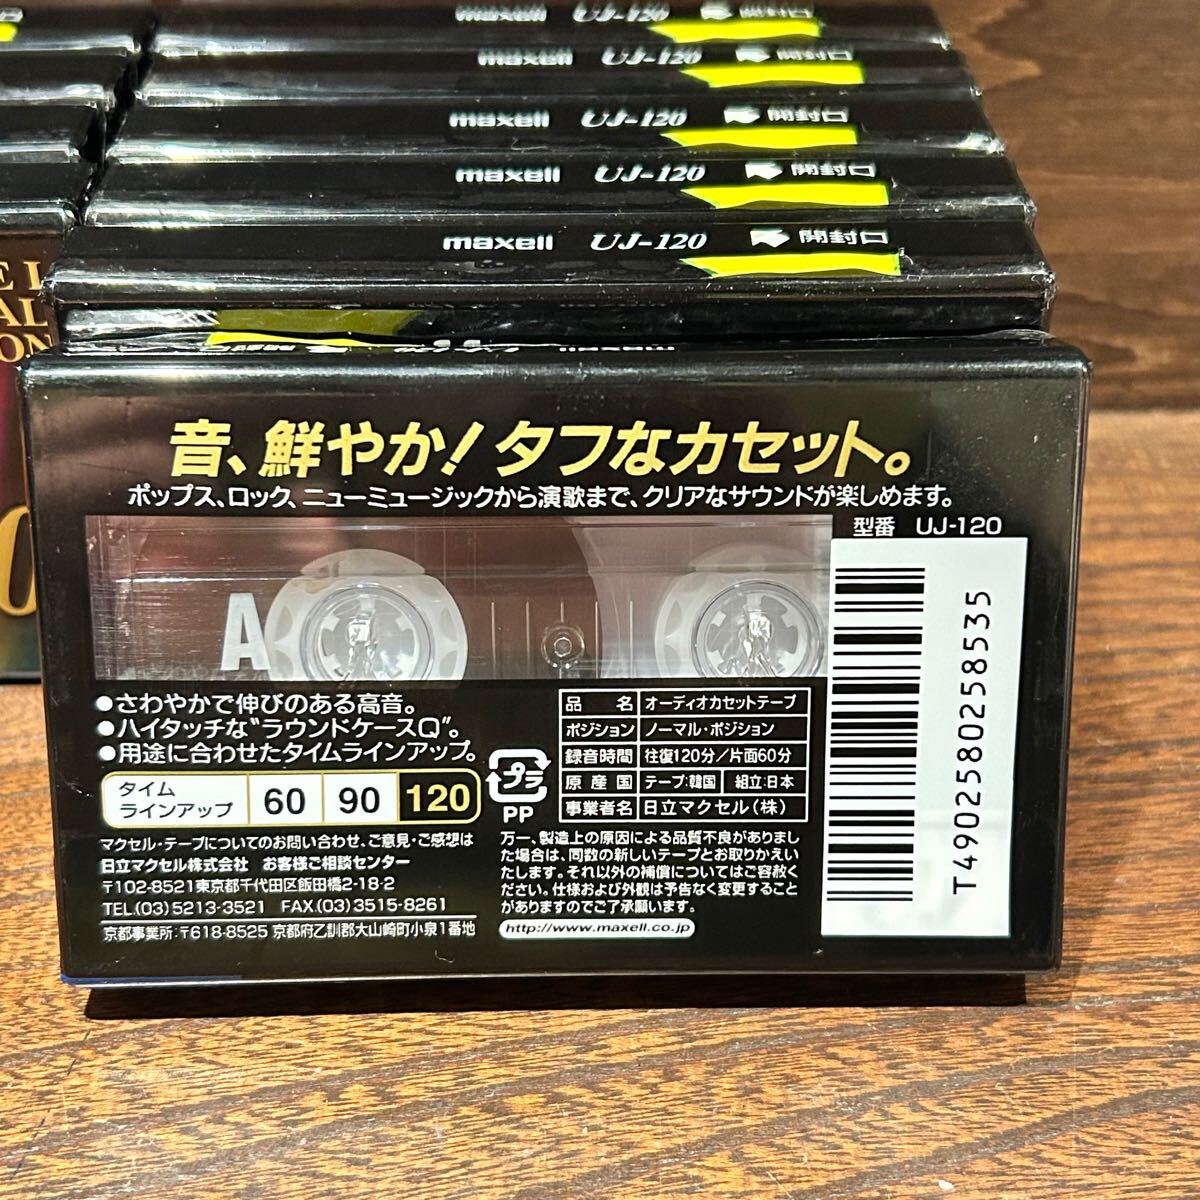 maxell UJ-120 開封口
maxell UJ-120 開封口
maxell UJ-120 開封口
maxell UJ-120 開封口
maxell UJ-120 開封口
maxell
E I
AL
ON
0
音、鮮やか!タフなカセット。
ポップス、ロック、ニューミュージックから演歌まで、クリアなサウンドが楽しめます。
型番 UJ-120
A
●さわやかで伸びのある高音。
●ハイタッチな“ラウンドケースQ”。
●用途に合わせたタイムラインアップ。
タイムラインアップ 60 90 120
マクセル・テープについてのお問い合わせ、ご意見・ご感想は
日立マクセル株式会社 お客様ご相談センター
〒102-8521東京都千代田区飯田橋2-18-2
TEL.(03)5213-3521 FAX.(03)3515-8261
京都事業所:〒618-8525 京都府乙訓郡大山崎町小泉1番地
プラ
PP
品名 オーディオカセットテープ
ポジション ノーマル・ポジション
録音時間 往復120分/片面60分
原産国 テープ:韓国 組立:日本
事業者名 日立マクセル(株)
万一、製造上の原因による品質不良がありまし
た場合は、同数の新しいテープとお取りかえい
たします。それ以外の補償についてはご容赦く
ださい。仕様および外観は予告なく変更すること
がありますのでご了承願います。
http://www.maxell.co.jp
T4902580258535